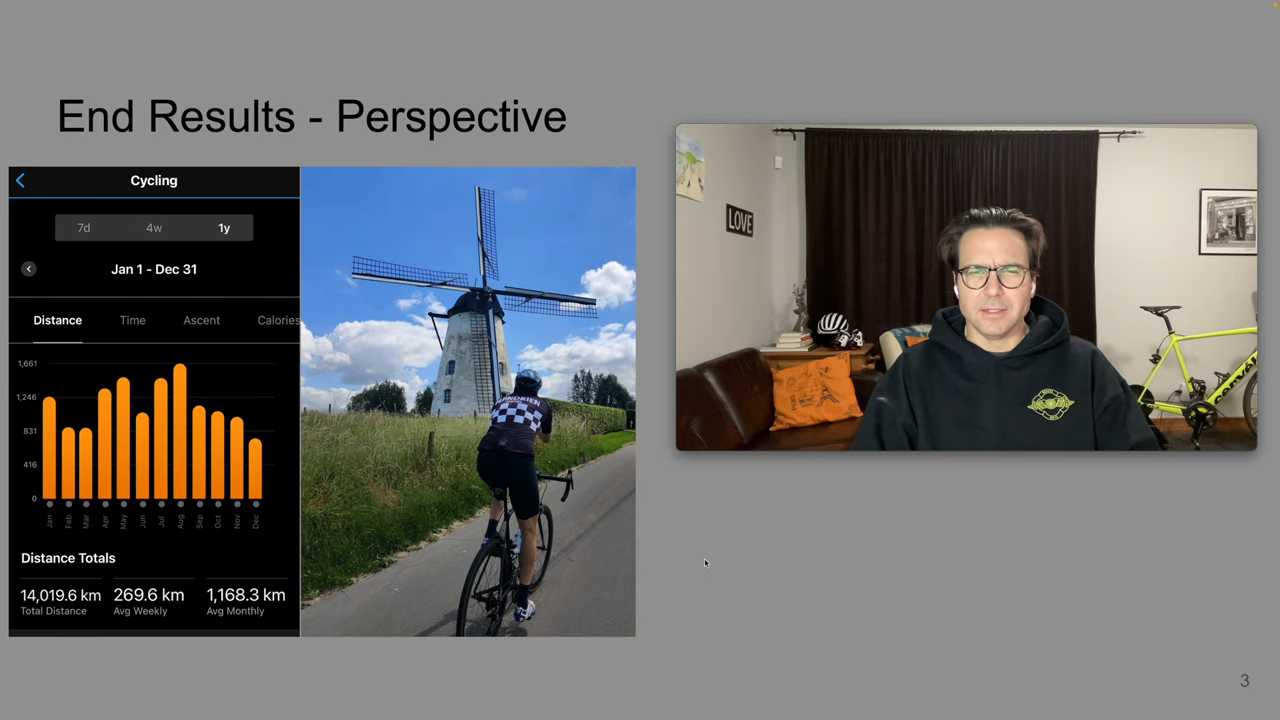 End Results - Perspective
Cycling
7d 4w 1y
Jan 1 - Dec 31
Distance Time Ascent Calories
1,661
1,246
831
416
0
Jan Feb Mar Apr May Jun Jul Aug Sep Oct Nov Dec
Distance Totals
14,019.6 km 269.6 km 1,168.3 km
Total Distance Avg Weekly Avg Monthly
LOVE
3